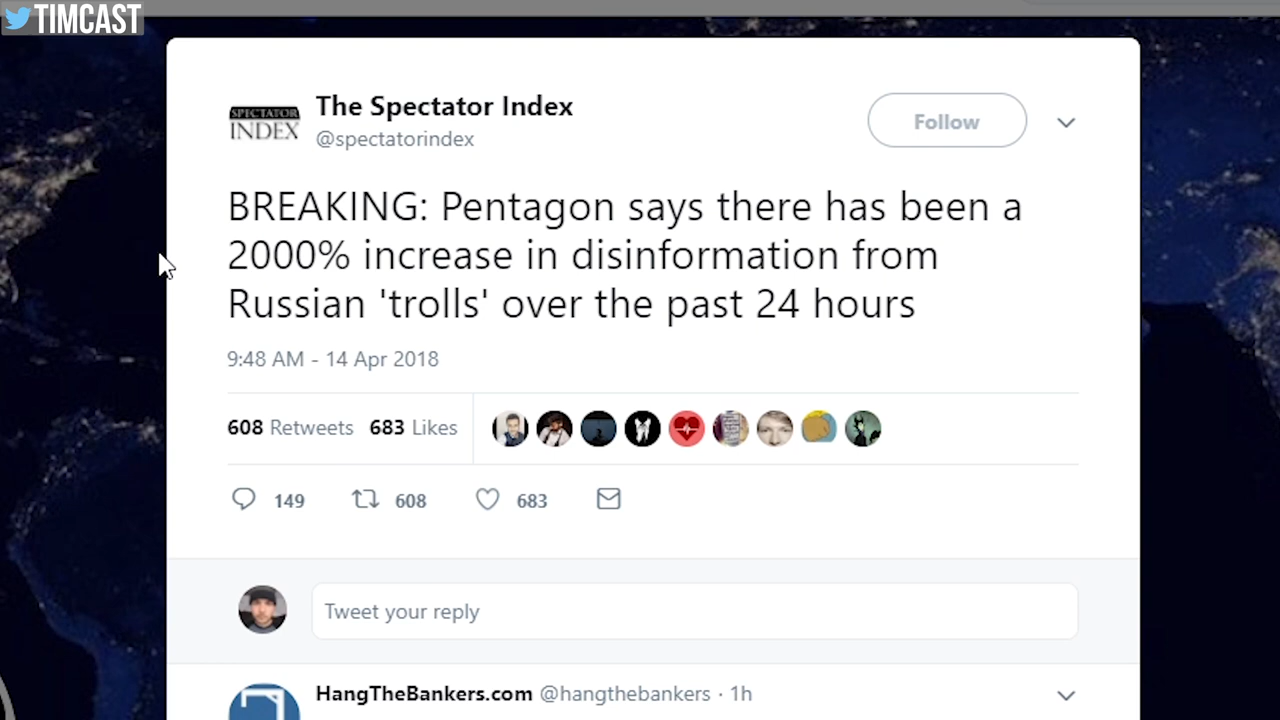 TIMCAST
SPECTATOR
INDEX
The Spectator Index
@spectatorindex
Follow
BREAKING: Pentagon says there has been a
2000% increase in disinformation from
Russian 'trolls' over the past 24 hours
9:48 AM - 14 Apr 2018
608 Retweets 683 Likes
149 608 683
Tweet your reply
HangTheBankers.com @hangthebankers · 1h